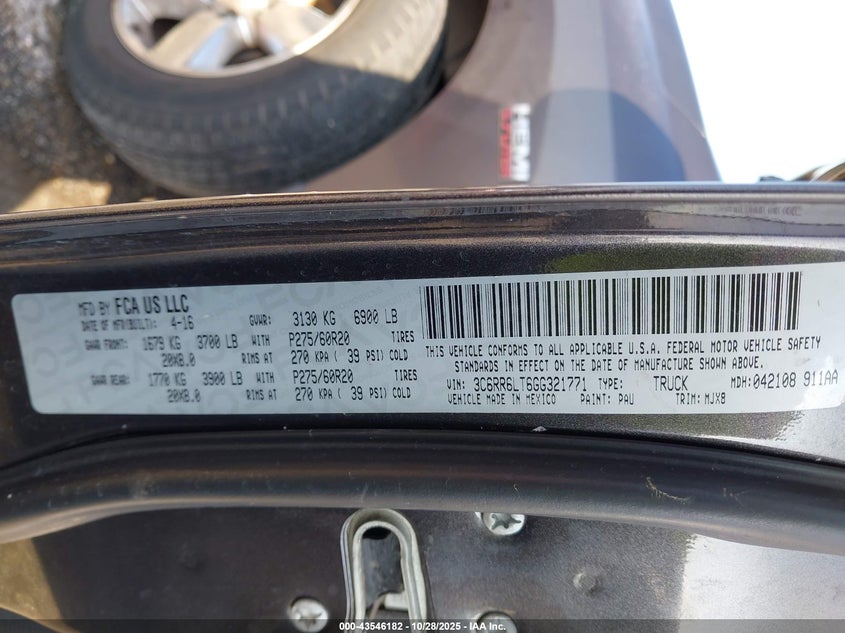 HEMI
MFD BY FCA US LLC
DATE OF MFD(BUILT): 4-16 GVWR: 3130 KG 6900 LB
GAWR FRONT: 1679 KG 3700 LB WITH P275/60R20 TIRES
20X8.0 RIMS AT 270 KPA ( 39 PSI) COLD
GAWR REAR: 1770 KG 3900 LB WITH P275/60R20 TIRES
20X8.0 RIMS AT 270 KPA ( 39 PSI) COLD
THIS VEHICLE CONFORMS TO ALL APPLICABLE U.S.A. FEDERAL MOTOR VEHICLE SAFETY
STANDARDS IN EFFECT ON THE DATE OF MANUFACTURE SHOWN ABOVE.
VIN: 3C6RR6LT6GG321771 TYPE: TRUCK MDH: 042108 911AA
VEHICLE MADE IN MEXICO PAINT: PAU TRIM: MJX8
000-43546182 - 10/28/2025 - IAA Inc.